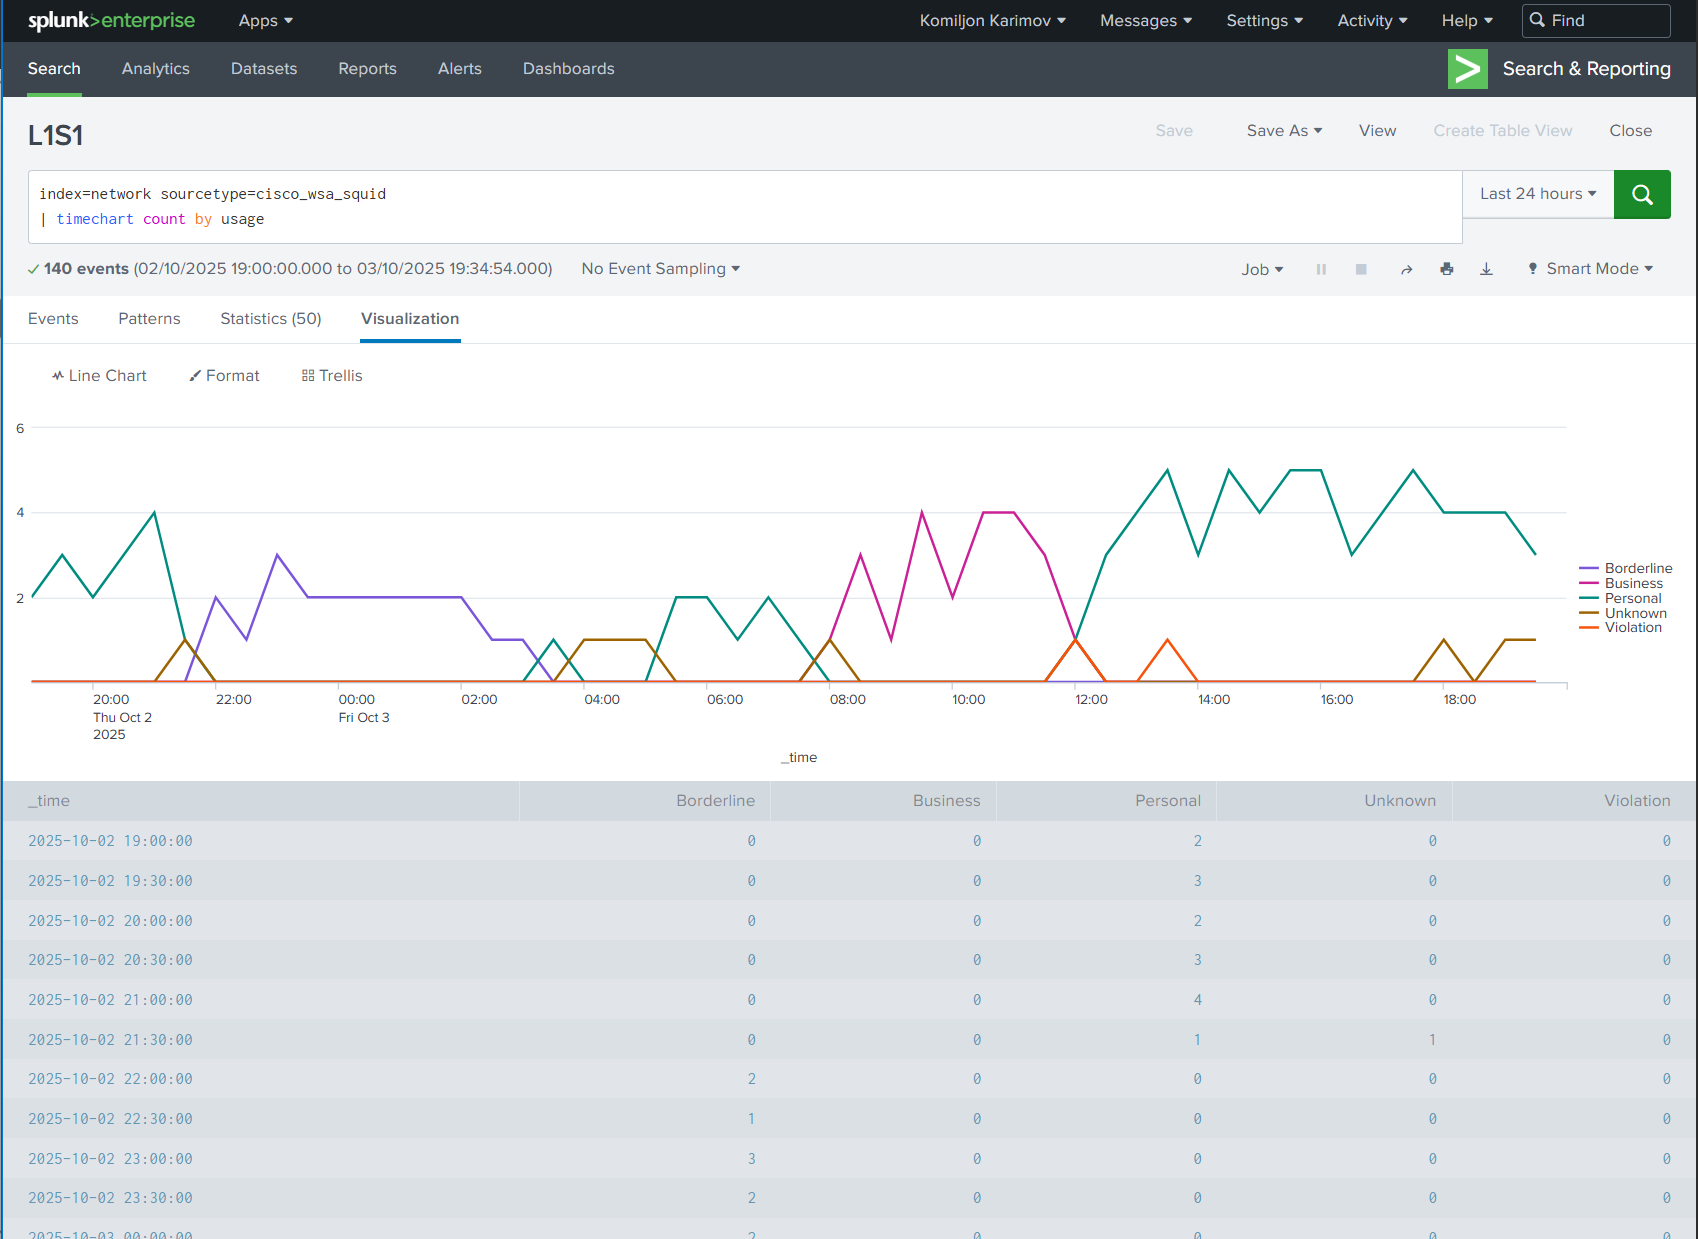 splunk>enterprise Apps Komiljon Karimov Messages Settings Activity Help Find
Search Analytics Datasets Reports Alerts Dashboards Search & Reporting
L1S1 Save Save As View Create Table View Close
index=network sourcetype=cisco_wsa_squid
| timechart count by usage
Last 24 hours
140 events (02/10/2025 19:00:00.000 to 03/10/2025 19:34:54.000) No Event Sampling Job Smart Mode
Events Patterns Statistics (50) Visualization
Line Chart Format Trellis
6
4
2
Borderline
Business
Personal
Unknown
Violation
20:00 22:00 00:00 02:00 04:00 06:00 08:00 10:00 12:00 14:00 16:00 18:00
Thu Oct 2 Fri Oct 3
2025
_time
_time Borderline Business Personal Unknown Violation
2025-10-02 19:00:00 0 0 2 0 0
2025-10-02 19:30:00 0 0 3 0 0
2025-10-02 20:00:00 0 0 2 0 0
2025-10-02 20:30:00 0 0 3 0 0
2025-10-02 21:00:00 0 0 4 0 0
2025-10-02 21:30:00 0 0 1 1 0
2025-10-02 22:00:00 2 0 0 0 0
2025-10-02 22:30:00 1 0 0 0 0
2025-10-02 23:00:00 3 0 0 0 0
2025-10-02 23:30:00 2 0 0 0 0
2025-10-03 00:00:00 2 0 0 0 0